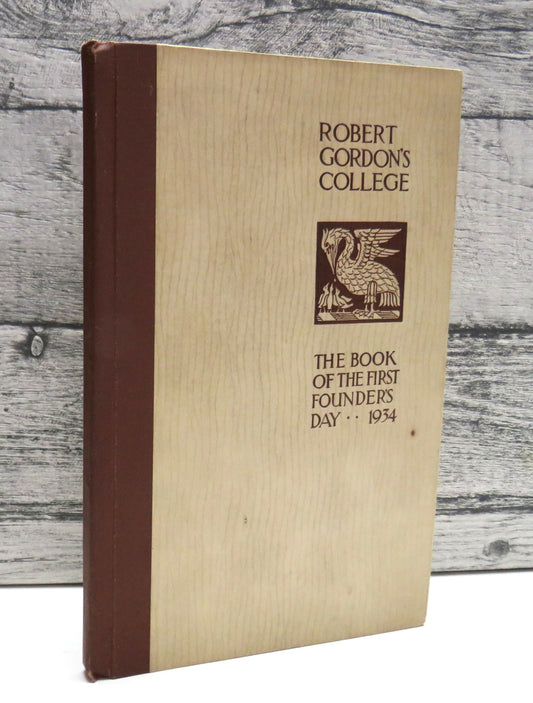 ROBERT
GORDON'S
COLLEGE
THE BOOK
OF THE FIRST
FOUNDER'S
DAY ·· 1934